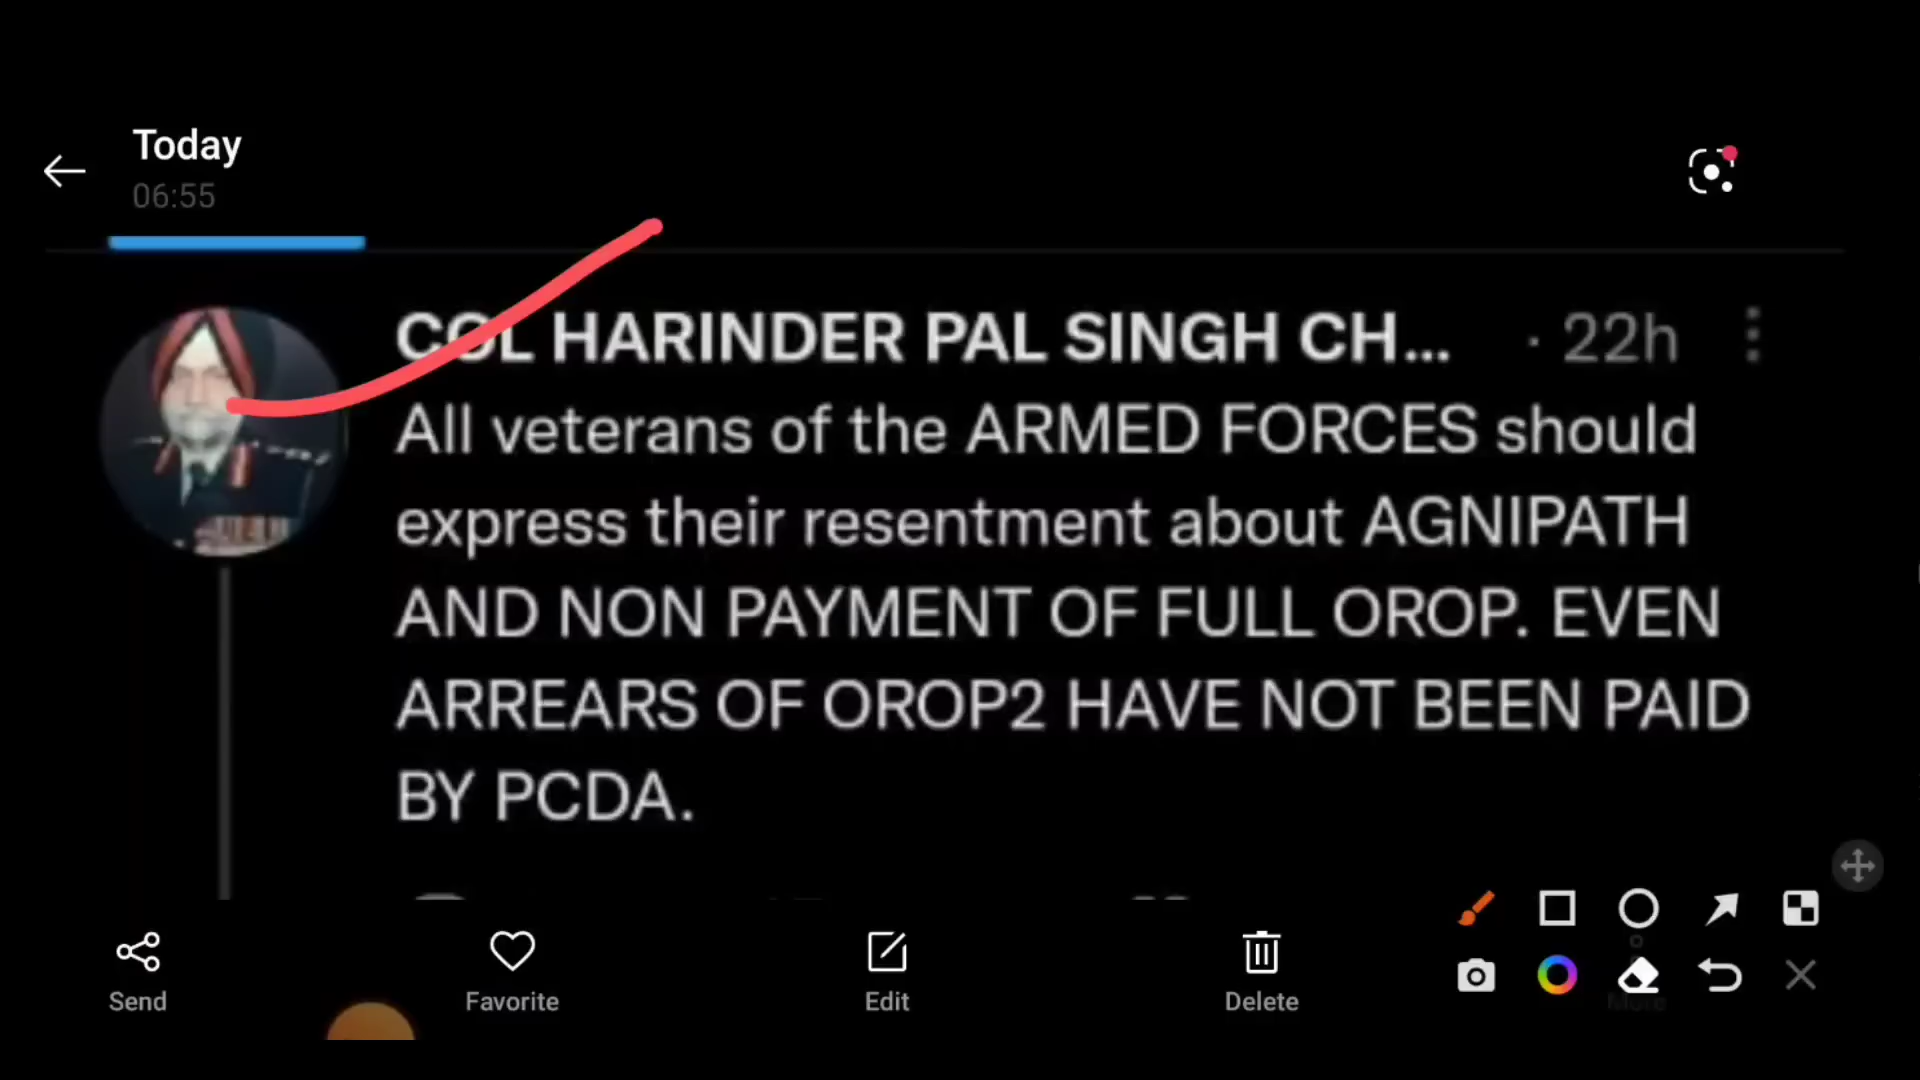 Today
06:55
COL HARINDER PAL SINGH CH... · 22h
All veterans of the ARMED FORCES should
express their resentment about AGNIPATH
AND NON PAYMENT OF FULL OROP. EVEN
ARREARS OF OROP2 HAVE NOT BEEN PAID
BY PCDA.
Send
Favorite
Edit
Delete
More